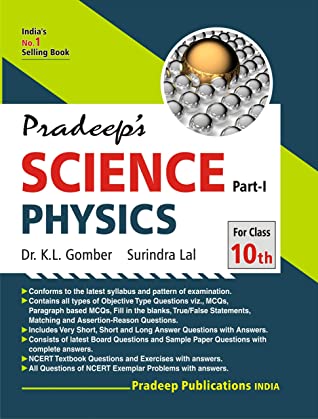 India's
No.1
Selling Book
Pradeep's
SCIENCE Part-I
PHYSICS
Dr. K.L. Gomber Surindra Lal
For Class
10th
Conforms to the latest syllabus and pattern of examination.
Contains all types of Objective Type Questions viz., MCQs,
Paragraph based MCQs, Fill in the blanks, True/False Statements,
Matching and Assertion-Reason Questions.
Includes Very Short, Short and Long Answer Questions with Answers.
Consists of latest Board Questions and Sample Paper Questions with
complete answers.
NCERT Textbook Questions and Exercises with answers.
All Questions of NCERT Exemplar Problems with answers.
Pradeep Publications INDIA